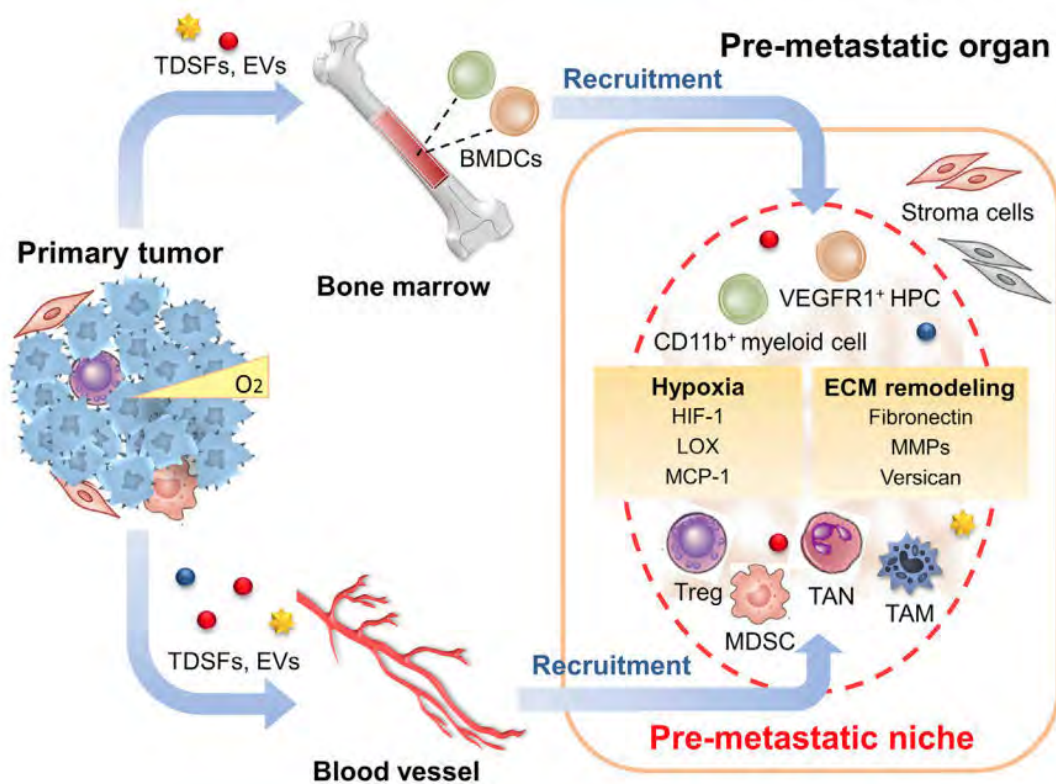 TDSFs, EVs
Pre-metastatic organ
Recruitment
BMDCs
Stroma cells
Primary tumor
Bone marrow
VEGFR1⁺ HPC
CD11b⁺ myeloid cell
O₂
Hypoxia
HIF-1
LOX
MCP-1
ECM remodeling
Fibronectin
MMPs
Versican
Treg
TAN
TAM
MDSC
TDSFs, EVs
Recruitment
Pre-metastatic niche
Blood vessel